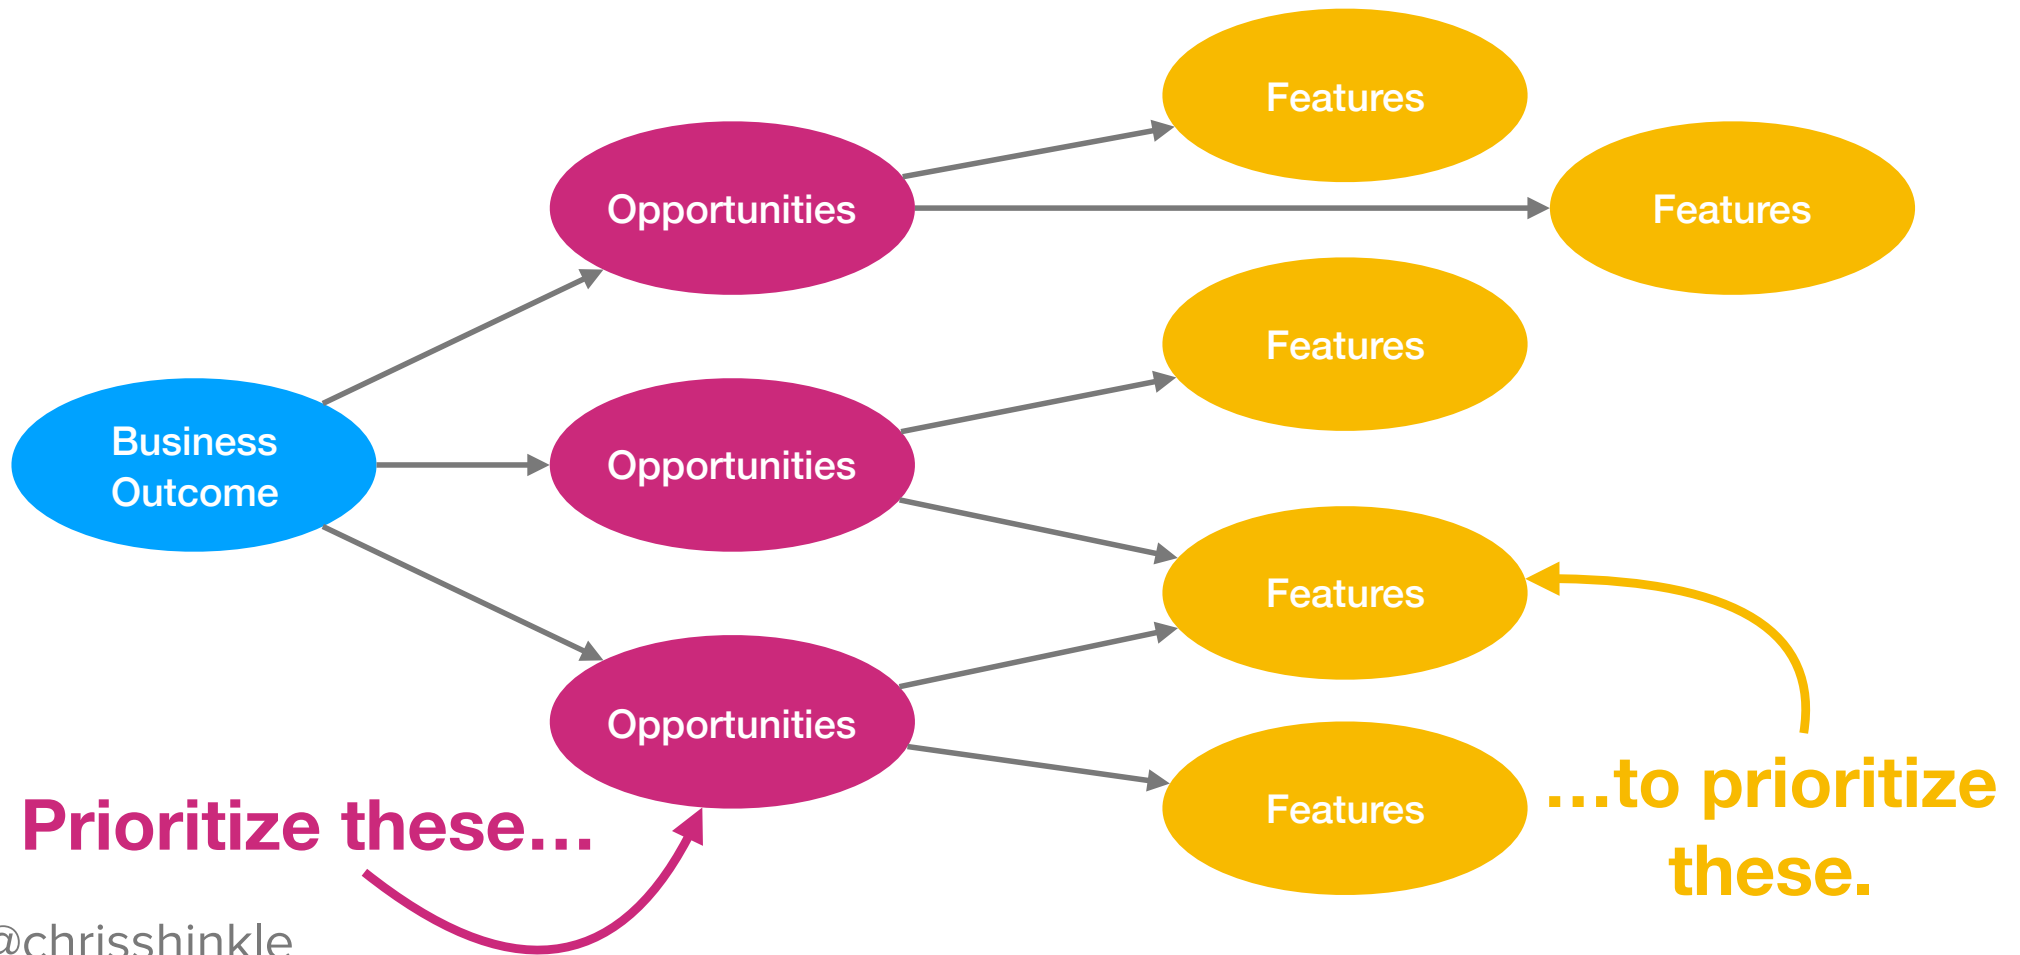 Features
Opportunities
Features
Features
Business
Outcome
Opportunities
Features
Opportunities
Features
Prioritize these...
...to prioritize
these.
@chrisshinkle